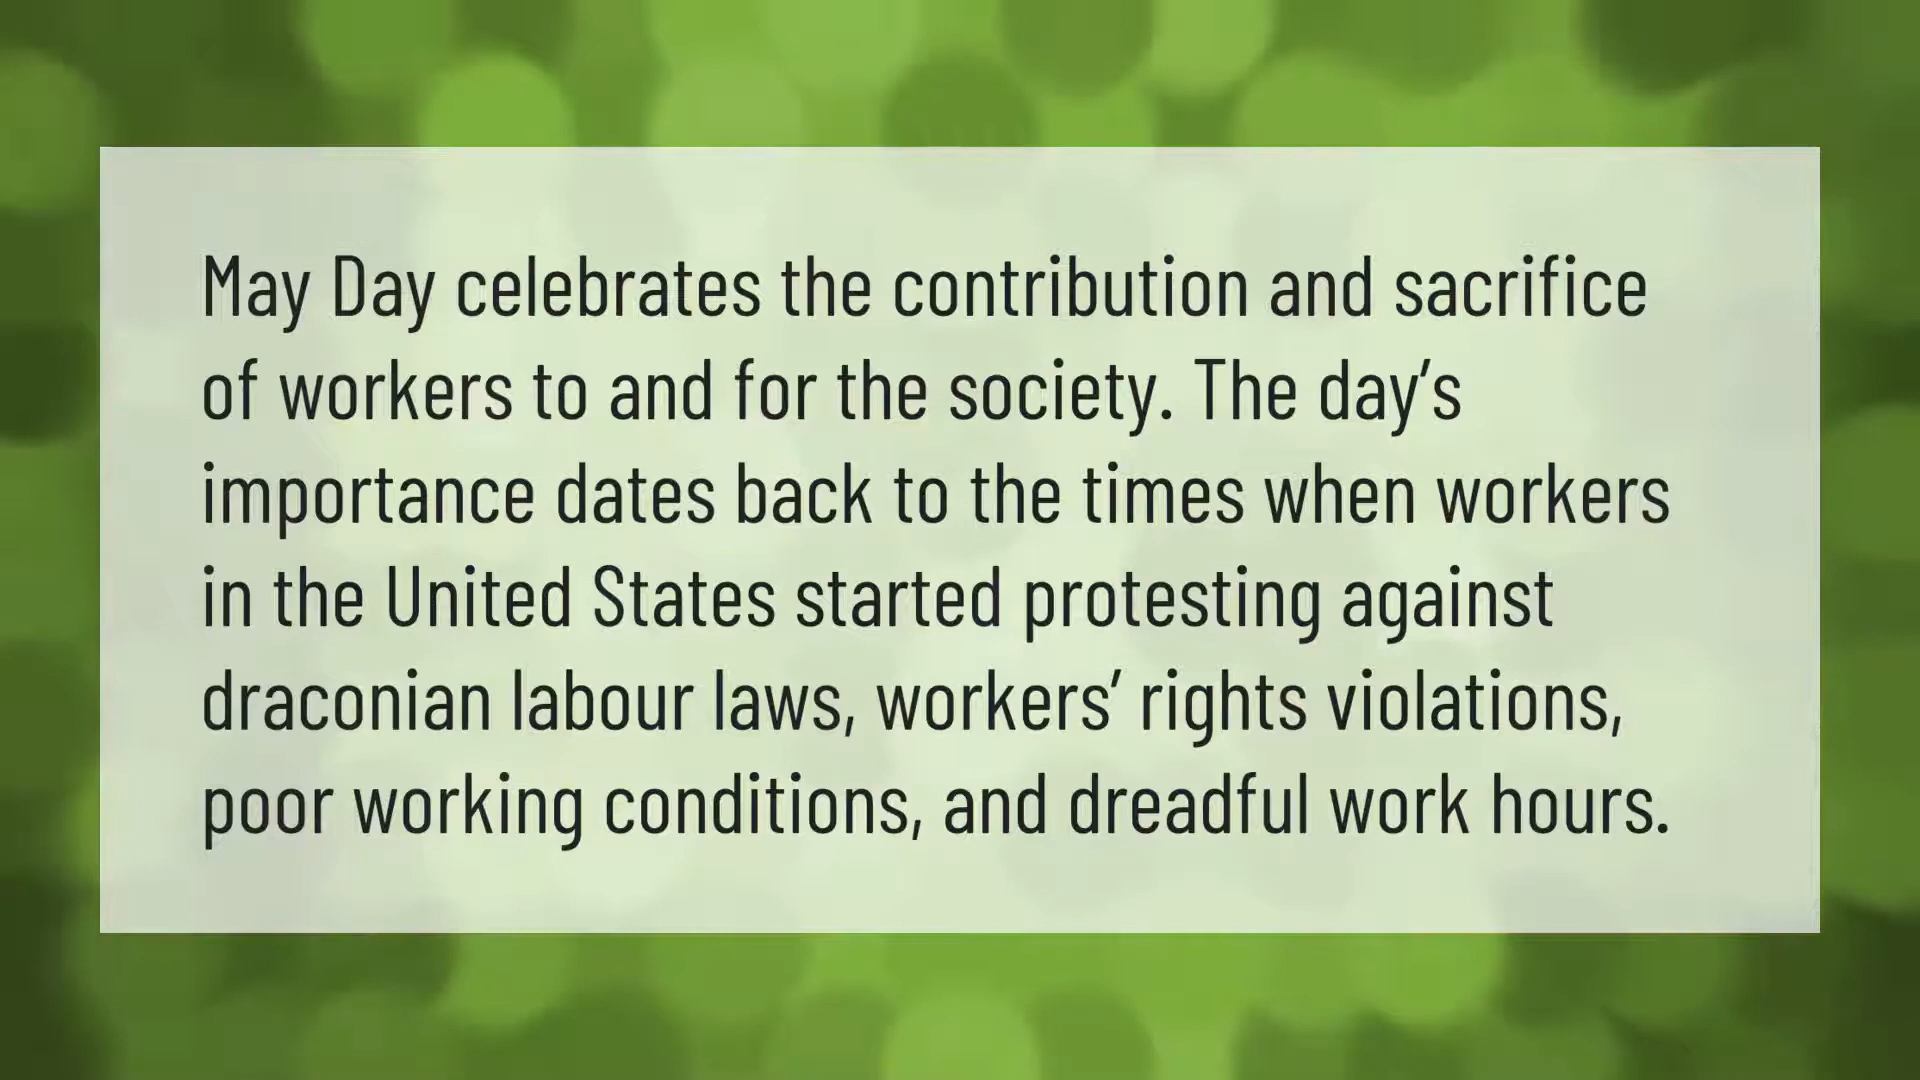 May Day celebrates the contribution and sacrifice
of workers to and for the society. The day’s
importance dates back to the times when workers
in the United States started protesting against
draconian labour laws, workers’ rights violations,
poor working conditions, and dreadful work hours.